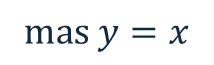 mas y = x